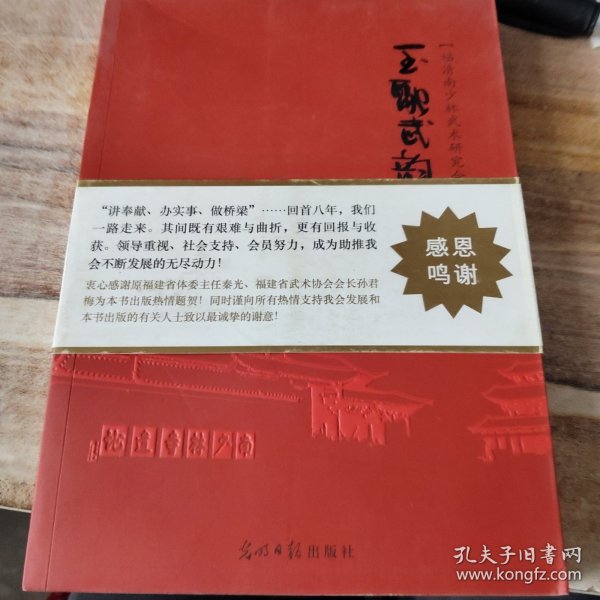 玉融武韵
【福清南少林武术研究会
“讲奉献、办实事、做桥梁”……回首八年，我们
一路走来。其间既有艰难与曲折，更有回报与收
获。领导重视、社会支持、会员努力，成为助推我
会不断发展的无尽动力！
衷心感谢原福建省体委主任秦光、福建省武术协会会长孙君
梅为本书出版热情题贺！同时谨向所有热情支持我会发展和
本书出版的有关人士致以最诚挚的谢意！
感恩
鸣谢
南少林寺遗址
光明日报出版社
孔夫子旧书网
www.kongfz.com